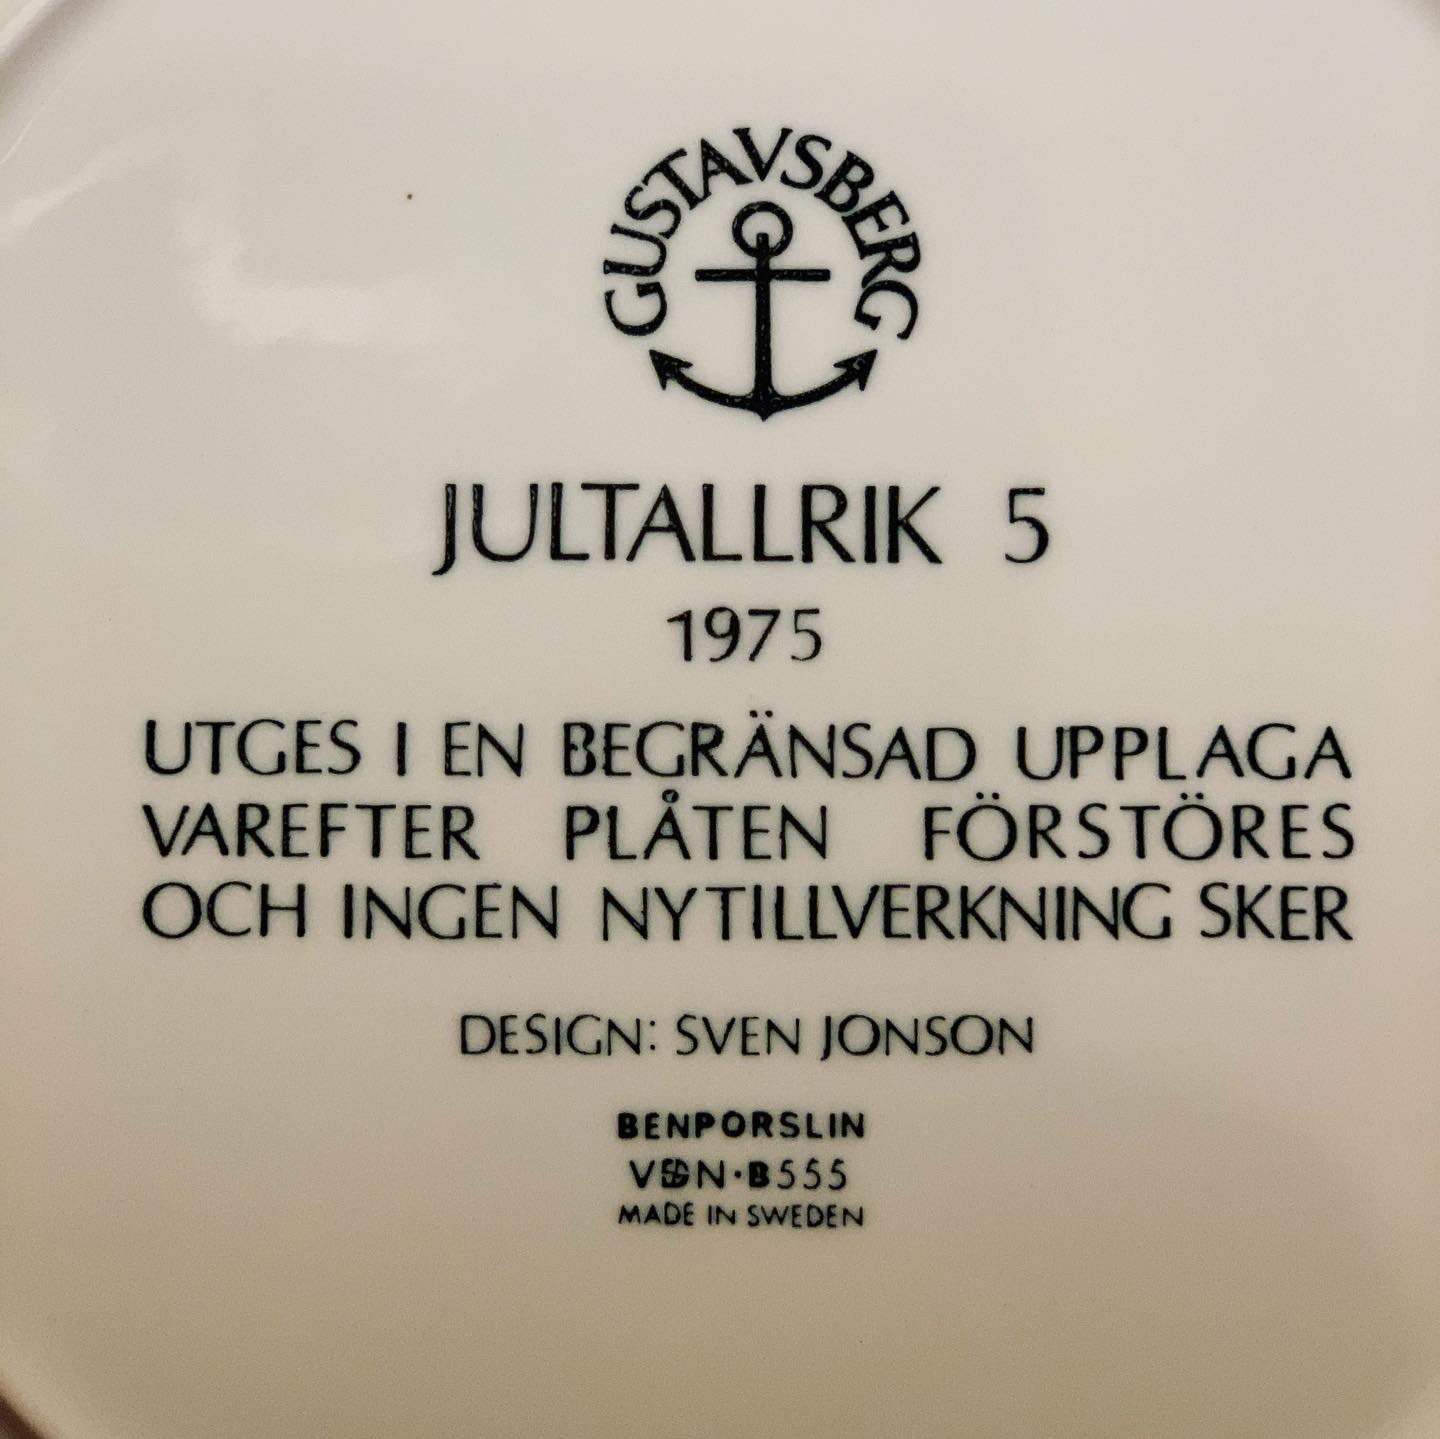 GUSTAVSBERG
JULTALLRIK 5
1975
UTGES I EN BEGRÄNSAD UPPLAGA
VAREFTER PLÅTEN FÖRSTÖRES
OCH INGEN NYTILLVERKNING SKER
DESIGN: SVEN JONSON
BENPORSLIN
V&N·B555
MADE IN SWEDEN